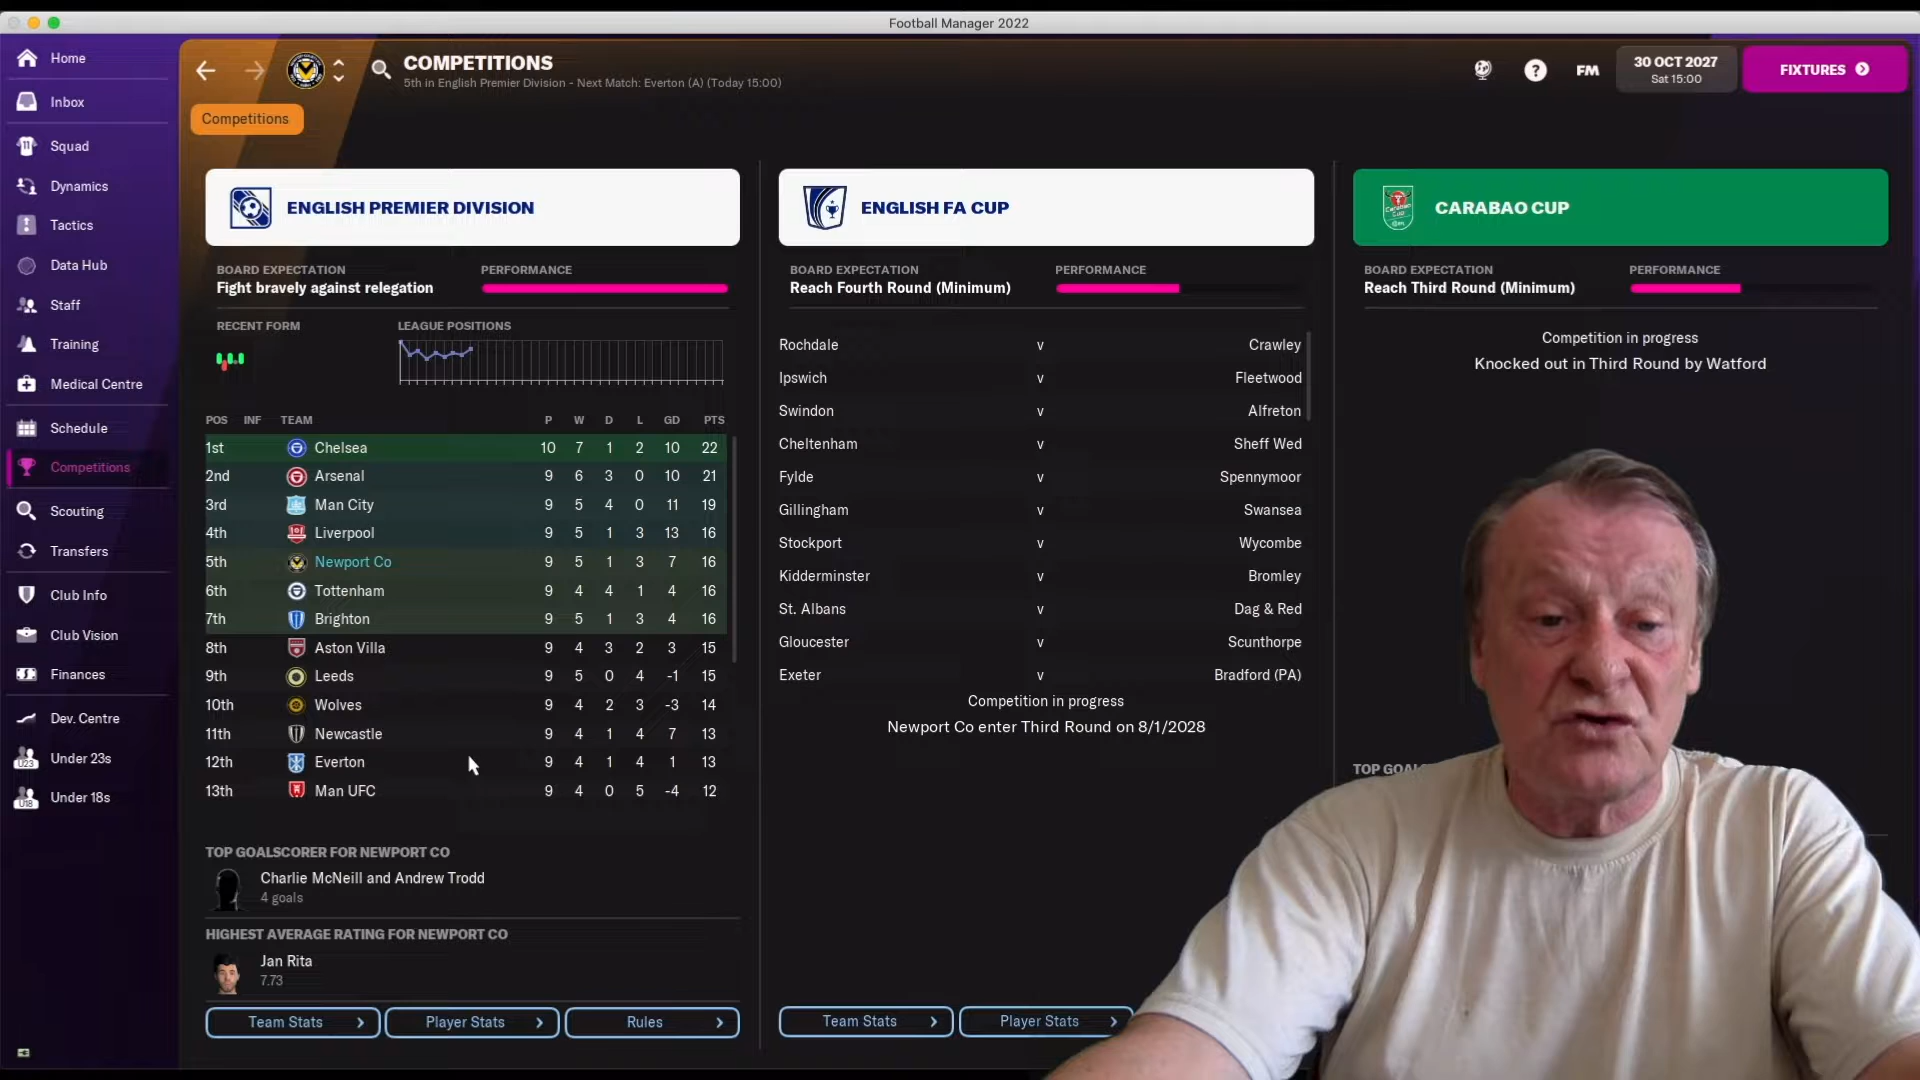 Football Manager 2022
Home
Inbox
Squad
Dynamics
Tactics
Data Hub
Staff
Training
Medical Centre
Schedule
Competitions
Scouting
Transfers
Club Info
Club Vision
Finances
Dev. Centre
U23 Under 23s
U18 Under 18s
COMPETITIONS
5th in English Premier Division - Next Match: Everton (A) (Today 15:00)
FM
30 OCT 2027
Sat 15:00
FIXTURES
Competitions
ENGLISH PREMIER DIVISION
BOARD EXPECTATION PERFORMANCE
Fight bravely against relegation
RECENT FORM LEAGUE POSITIONS
POS INF TEAM P W D L GD PTS
1st Chelsea 10 7 1 2 10 22
2nd Arsenal 9 6 3 0 10 21
3rd Man City 9 5 4 0 11 19
4th Liverpool 9 5 1 3 13 16
5th Newport Co 9 5 1 3 7 16
6th Tottenham 9 4 4 1 4 16
7th Brighton 9 5 1 3 4 16
8th Aston Villa 9 4 3 2 3 15
9th Leeds 9 5 0 4 -1 15
10th Wolves 9 4 2 3 -3 14
11th Newcastle 9 4 1 4 7 13
12th Everton 9 4 1 4 1 13
13th Man UFC 9 4 0 5 -4 12
TOP GOALSCORER FOR NEWPORT CO
Charlie McNeill and Andrew Trodd
4 goals
HIGHEST AVERAGE RATING FOR NEWPORT CO
Jan Rita
7.73
Team Stats Player Stats Rules
ENGLISH FA CUP
BOARD EXPECTATION PERFORMANCE
Reach Fourth Round (Minimum)
Rochdale v Crawley
Ipswich v Fleetwood
Swindon v Alfreton
Cheltenham v Sheff Wed
Fylde v Spennymoor
Gillingham v Swansea
Stockport v Wycombe
Kidderminster v Bromley
St. Albans v Dag & Red
Gloucester v Scunthorpe
Exeter v Bradford (PA)
Competition in progress
Newport Co enter Third Round on 8/1/2028
Team Stats Player Stats
CARABAO CUP
BOARD EXPECTATION PERFORMANCE
Reach Third Round (Minimum)
Competition in progress
Knocked out in Third Round by Watford
TOP GOALS